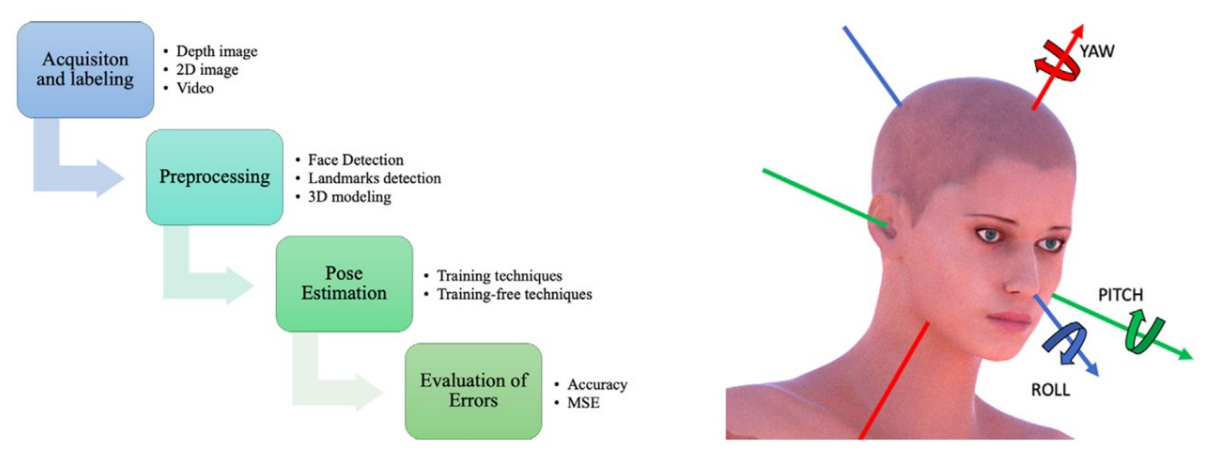 Acquisiton
and labeling
• Depth image
• 2D image
• Video
Preprocessing
• Face Detection
• Landmarks detection
• 3D modeling
Pose
Estimation
• Training techniques
• Training-free techniques
Evaluation of
Errors
• Accuracy
• MSE
YAW
PITCH
ROLL